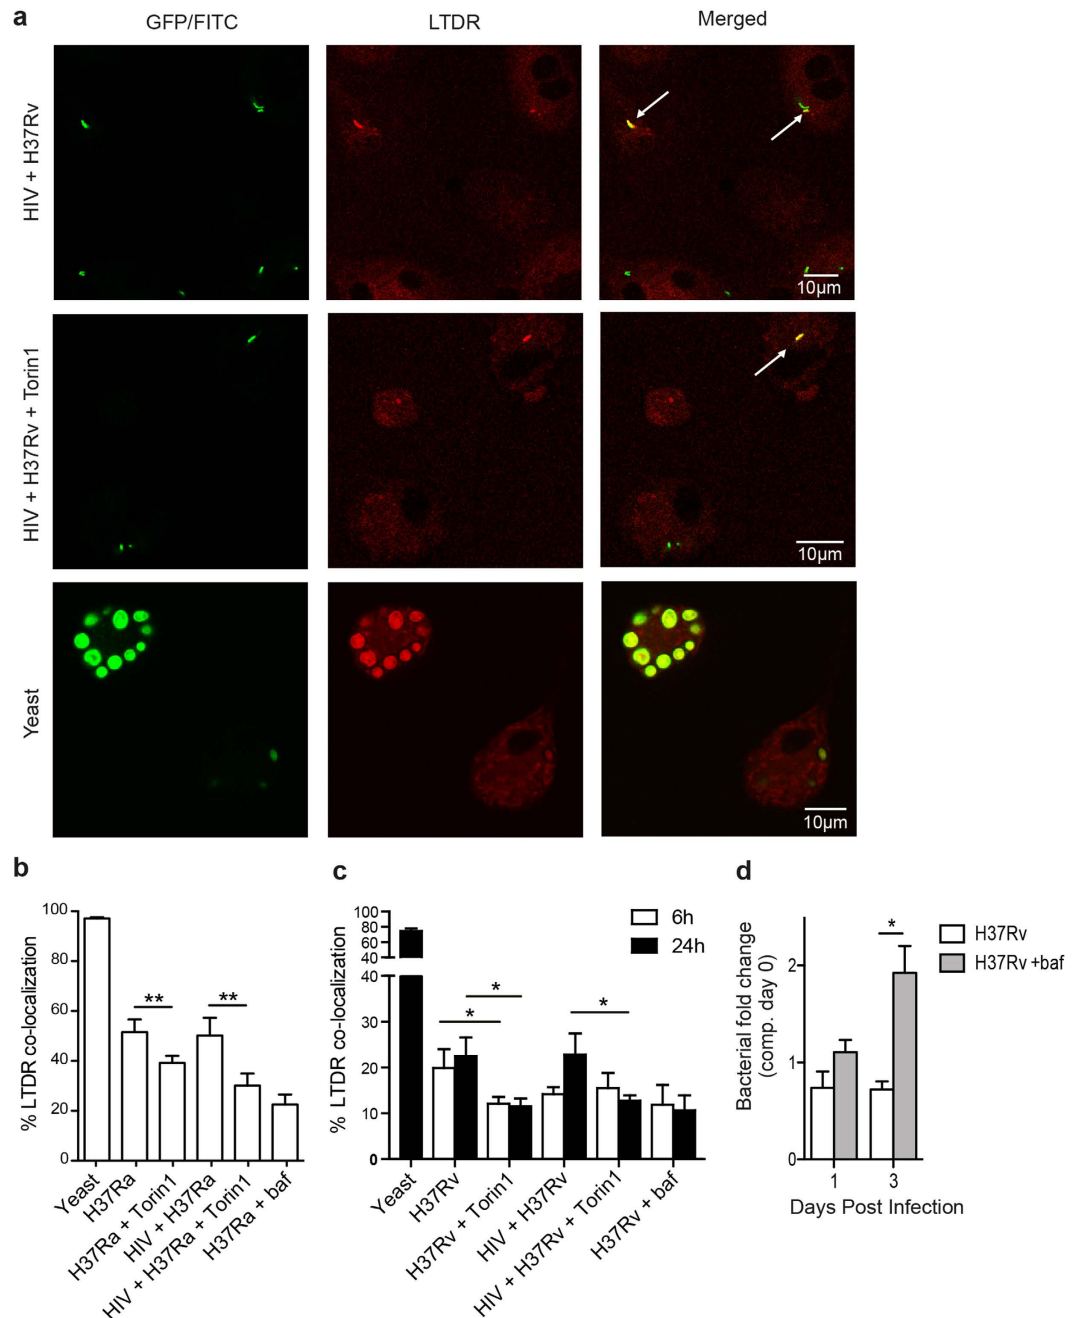 a
GFP/FITC
LTDR
Merged
HIV + H37Rv
10µm
HIV + H37Rv + Torin1
10µm
Yeast
10µm
b
% LTDR co-localization
100
80
60
40
20
0
**
**
Yeast
H37Ra
H37Ra + Torin1
HIV + H37Ra
HIV + H37Ra + Torin1
H37Ra + baf
c
% LTDR co-localization
100
80
60
40
40
30
20
10
0
*
*
*
6h
24h
Yeast
H37Rv
H37Rv + Torin1
HIV + H37Rv
HIV + H37Rv + Torin1
H37Rv + baf
d
Bacterial fold change
(comp. day 0)
2
1
0
*
H37Rv
H37Rv +baf
1
3
Days Post Infection